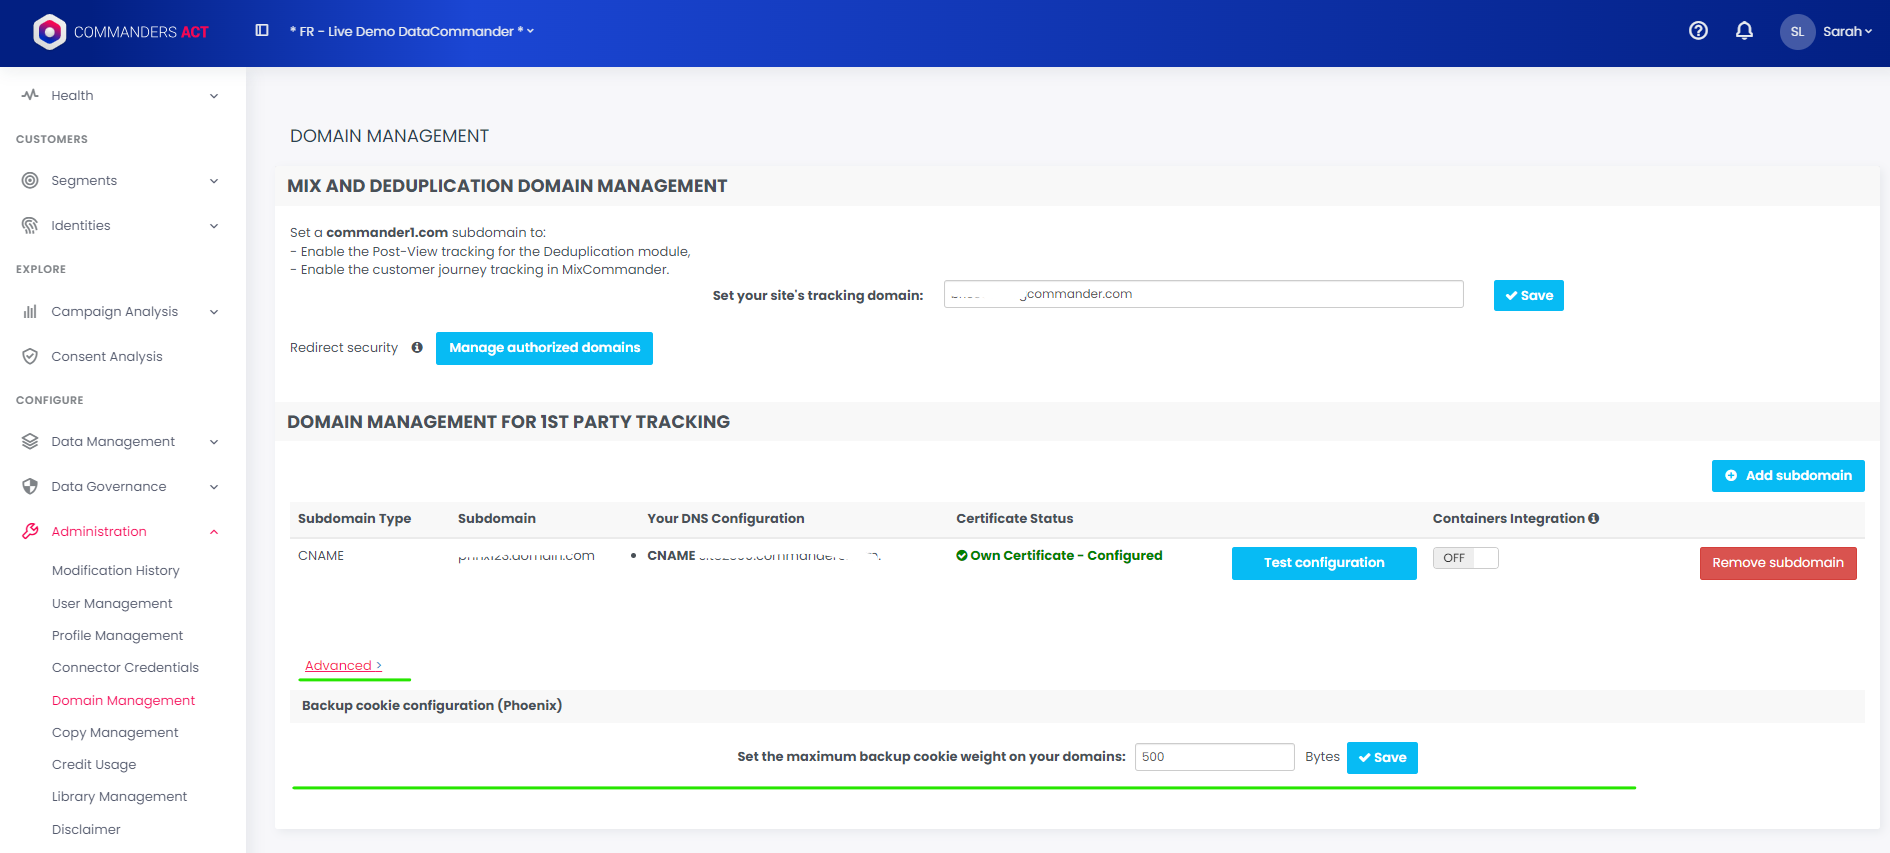 COMMANDERS ACT
* FR - Live Demo DataCommander *
SL
Sarah
Health
CUSTOMERS
Segments
Identities
EXPLORE
Campaign Analysis
Consent Analysis
CONFIGURE
Data Management
Data Governance
Administration
Modification History
User Management
Profile Management
Connector Credentials
Domain Management
Copy Management
Credit Usage
Library Management
Disclaimer
DOMAIN MANAGEMENT
MIX AND DEDUPLICATION DOMAIN MANAGEMENT
Set a commander1.com subdomain to:
- Enable the Post-View tracking for the Deduplication module,
- Enable the customer journey tracking in MixCommander.
Set your site's tracking domain: commander.com Save
Redirect security Manage authorized domains
DOMAIN MANAGEMENT FOR 1ST PARTY TRACKING
Add subdomain
Subdomain Type Subdomain Your DNS Configuration Certificate Status Containers Integration
CNAME CNAME Own Certificate - Configured Test configuration OFF Remove subdomain
Advanced >
Backup cookie configuration (Phoenix)
Set the maximum backup cookie weight on your domains: 500 Bytes Save